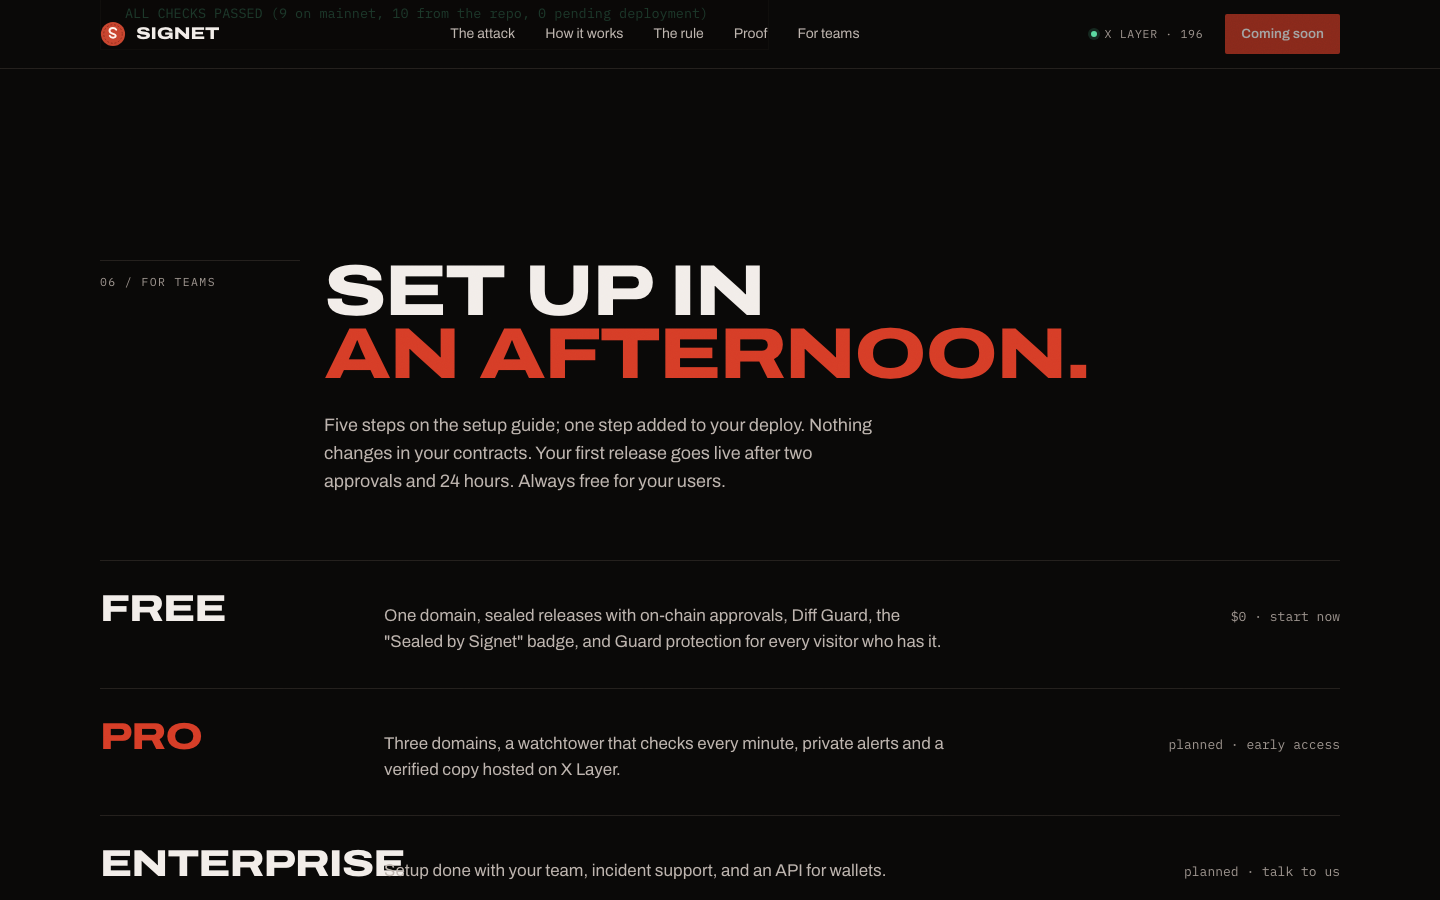 ALL CHECKS PASSED (9 on mainnet, 10 from the repo, 0 pending deployment)
S SIGNET
The attack
How it works
The rule
Proof
For teams
X LAYER · 196
Coming soon
06 / FOR TEAMS
SET UP IN
AN AFTERNOON.
Five steps on the setup guide; one step added to your deploy. Nothing
changes in your contracts. Your first release goes live after two
approvals and 24 hours. Always free for your users.
FREE
One domain, sealed releases with on-chain approvals, Diff Guard, the
"Sealed by Signet" badge, and Guard protection for every visitor who has it.
$0 · start now
PRO
Three domains, a watchtower that checks every minute, private alerts and a
verified copy hosted on X Layer.
planned · early access
ENTERPRISE
Setup done with your team, incident support, and an API for wallets.
planned · talk to us